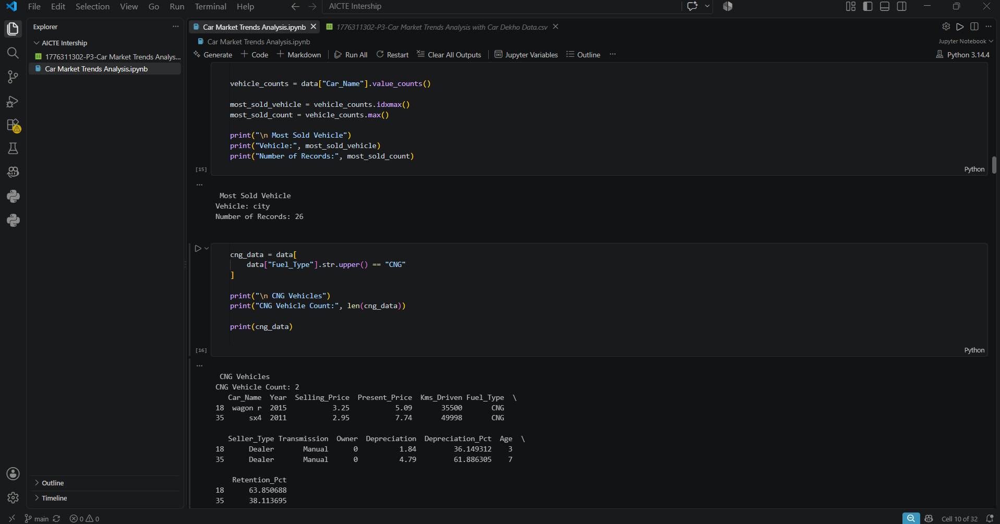 File Edit Selection View Go Run Terminal Help
AICTE Intership
Explorer
AICTE Intership
1776311302-P3-Car Market Trends Analys...
Car Market Trends Analysis.ipynb
Outline
Timeline
Car Market Trends Analysis.ipynb
1776311302-P3-Car Market Trends Analysis with Car Dekho Data.csv
Car Market Trends Analysis.ipynb
Jupyter Notebook
Generate Code Markdown Run All Restart Clear All Outputs Jupyter Variables Outline ...
Python 3.14.4
vehicle_counts = data["Car_Name"].value_counts()
most_sold_vehicle = vehicle_counts.idxmax()
most_sold_count = vehicle_counts.max()
print("\n Most Sold Vehicle")
print("Vehicle:", most_sold_vehicle)
print("Number of Records:", most_sold_count)
[15]
Python
...
Most Sold Vehicle
Vehicle: city
Number of Records: 26
cng_data = data[
data["Fuel_Type"].str.upper() == "CNG"
]
print("\n CNG Vehicles")
print("CNG Vehicle Count:", len(cng_data))
print(cng_data)
[16]
Python
...
CNG Vehicles
CNG Vehicle Count: 2
Car_Name Year Selling_Price Present_Price Kms_Driven Fuel_Type \
18 wagon r 2015 3.25 5.09 35500 CNG
35 sx4 2011 2.95 7.74 49998 CNG
Seller_Type Transmission Owner Depreciation Depreciation_Pct Age \
18 Dealer Manual 0 1.84 36.149312 3
35 Dealer Manual 0 4.79 61.886305 7
Retention_Pct
18 63.850688
35 38.113695
main 0 0
Cell 10 of 32